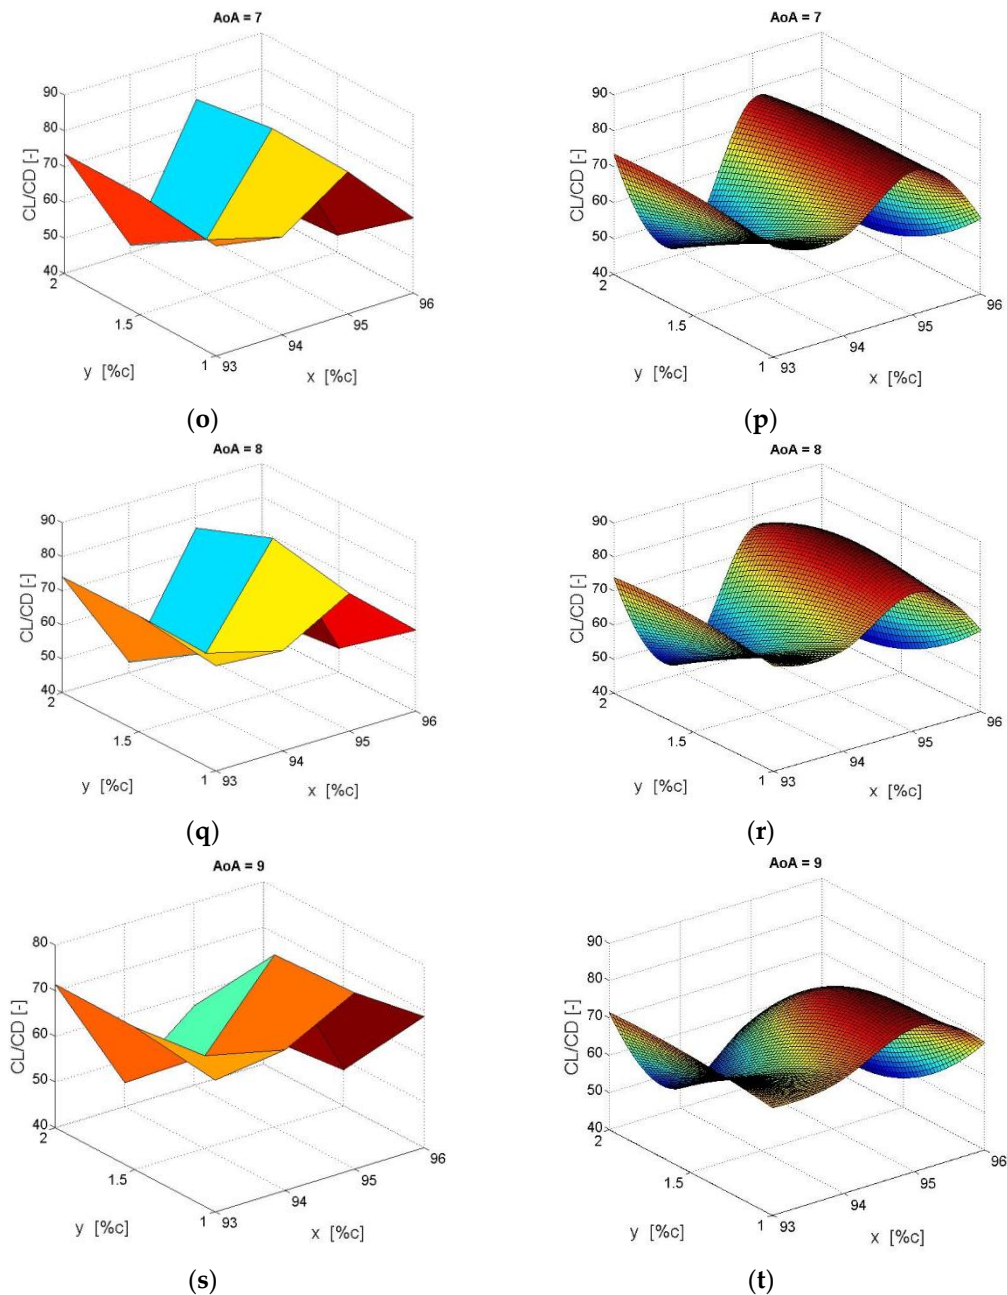 AoA = 7
90
80
70
60
50
40
CL/CD [-]
2
1.5
1
y [%c]
93
94
95
96
x [%c]
(o)
AoA = 7
90
80
70
60
50
40
CL/CD [-]
2
1.5
1
y [%c]
93
94
95
96
x [%c]
(p)
AoA = 8
90
80
70
60
50
40
CL/CD [-]
2
1.5
1
y [%c]
93
94
95
96
x [%c]
(q)
AoA = 8
90
80
70
60
50
40
CL/CD [-]
2
1.5
1
y [%c]
93
94
95
96
x [%c]
(r)
AoA = 9
80
70
60
50
40
CL/CD [-]
2
1.5
1
y [%c]
93
94
95
96
x [%c]
(s)
AoA = 9
90
80
70
60
50
40
CL/CD [-]
2
1.5
1
y [%c]
93
94
95
96
x [%c]
(t)